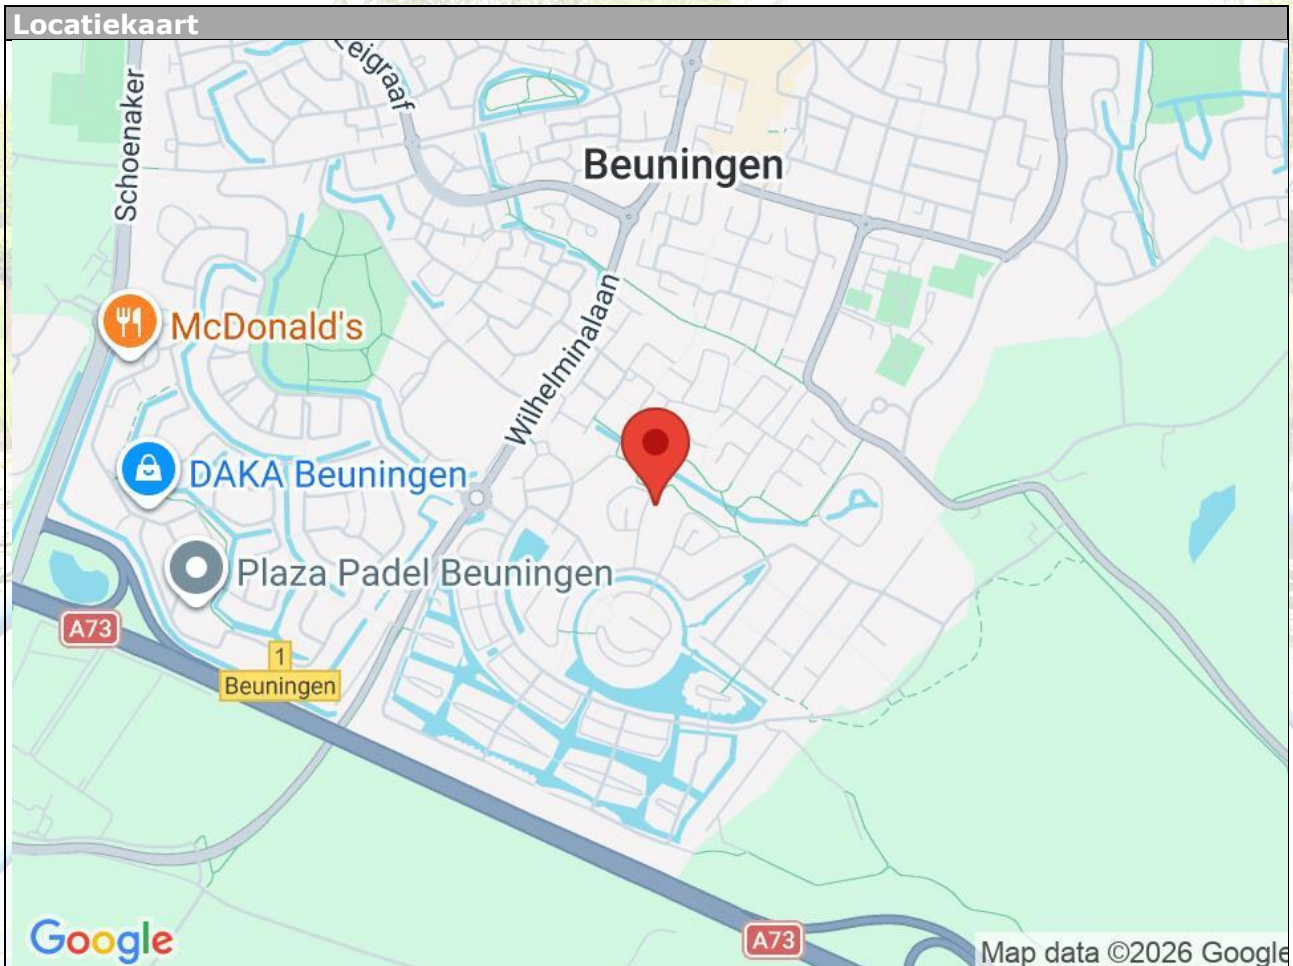 Locatiekaart
Schoenaker
Leigraaf
Beuningen
Wilhelminalaan
McDonald's
DAKA Beuningen
Plaza Padel Beuningen
A73
1
Beuningen
A73
Google
Map data ©2026 Google